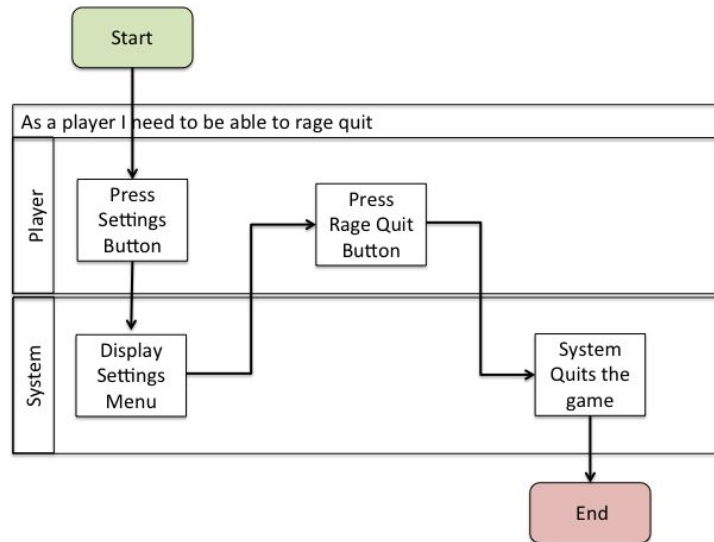 Start
As a player I need to be able to rage quit
Player
Press
Settings
Button
Press
Rage Quit
Button
System
Display
Settings
Menu
System
Quits the
game
End